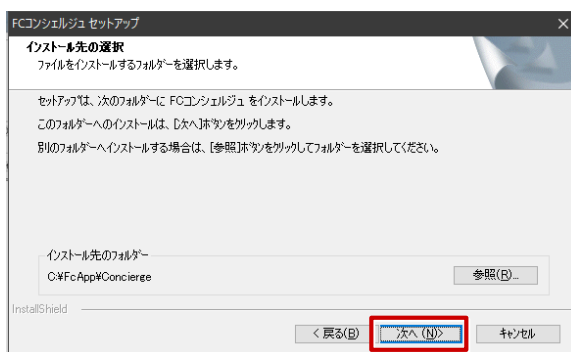 FCコンシェルジュ セットアップ
インストール先の選択
ファイルをインストールするフォルダーを選択します。
セットアップは、次のフォルダーに FCコンシェルジュ をインストールします。
このフォルダーへのインストールは、[次へ]ボタンをクリックします。
別のフォルダーへインストールする場合は、[参照]ボタンをクリックしてフォルダーを選択してください。
インストール先のフォルダー
C:¥FcApp¥Concierge
参照(R)...
InstallShield
< 戻る(B)
次へ (N)>
キャンセル